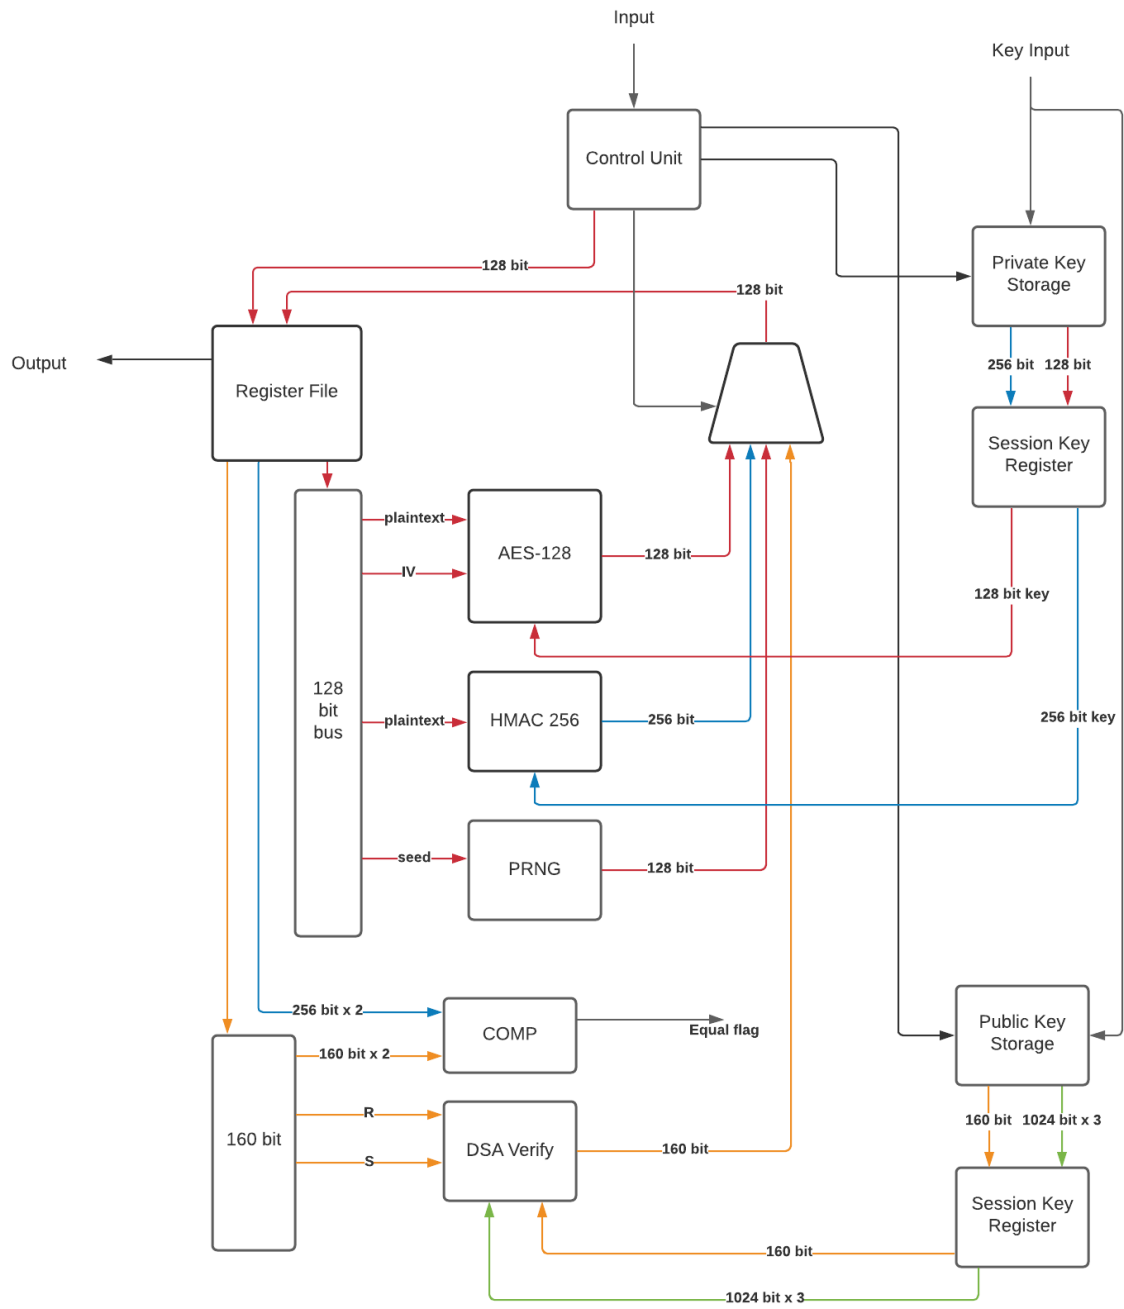 Input
Key Input
Control Unit
128 bit
128 bit
Private Key
Storage
Output
Register File
256 bit
128 bit
Session Key
Register
plaintext
IV
AES-128
128 bit
128 bit key
128
bit
bus
plaintext
HMAC 256
256 bit
256 bit key
seed
PRNG
128 bit
256 bit x 2
160 bit x 2
COMP
Equal flag
Public Key
Storage
160 bit
R
S
DSA Verify
160 bit
160 bit
1024 bit x 3
Session Key
Register
160 bit
1024 bit x 3